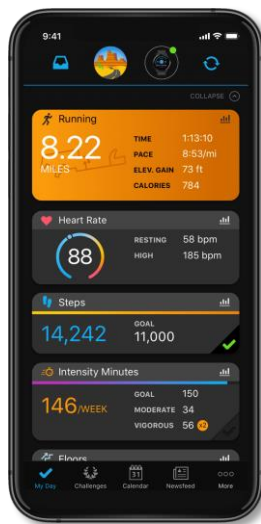 9:41
COLLAPSE
Running
8.22
MILES
TIME 1:13:10
PACE 8:53/mi
ELEV. GAIN 73 ft
CALORIES 784
Heart Rate
88
RESTING 58 bpm
HIGH 185 bpm
Steps
14,242
GOAL
11,000
Intensity Minutes
146/WEEK
GOAL 150
MODERATE 34
VIGOROUS 56 x2
Floors
31
My Day Challenges Calendar Newsfeed More